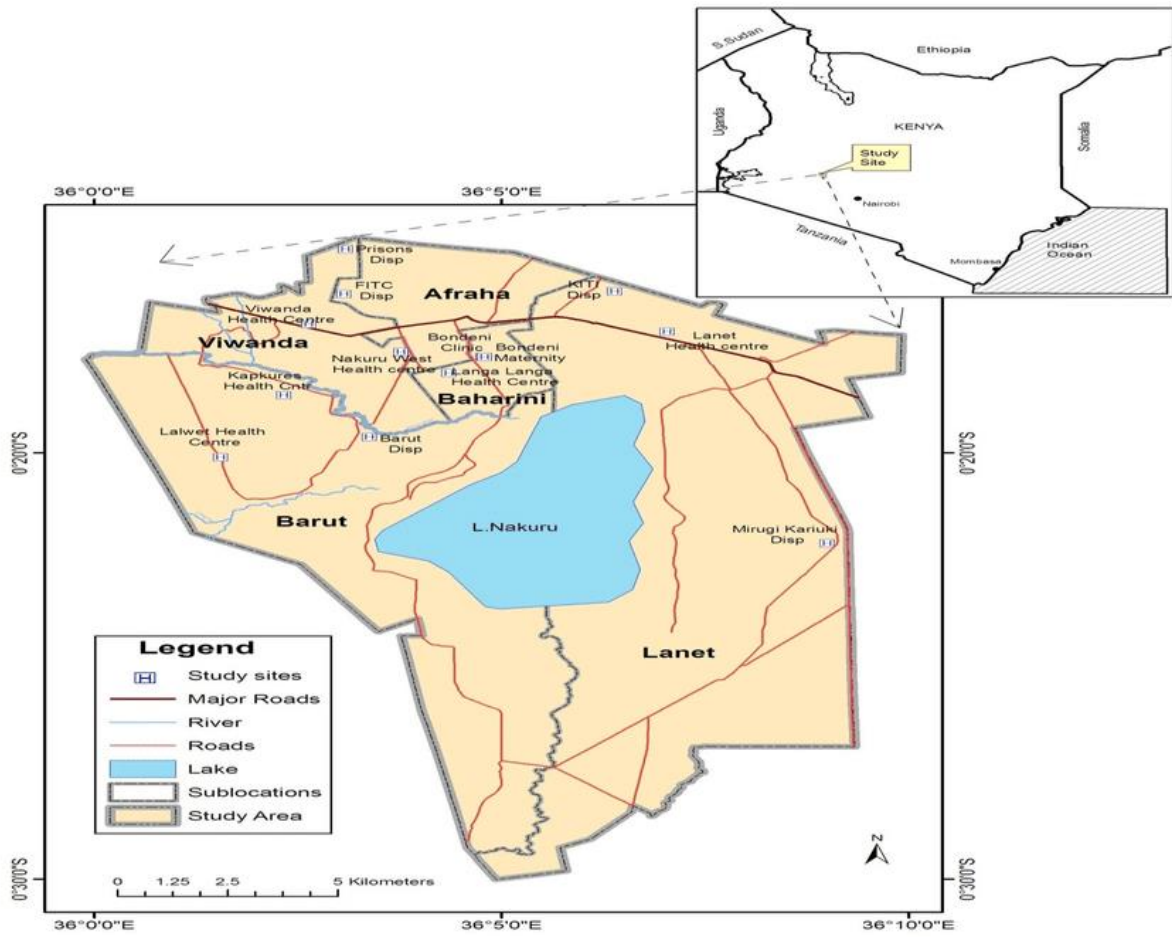 S.Sudan
Ethiopia
Uganda
KENYA
Somalia
Study
Site
Nairobi
Tanzania
Indian
Ocean
Mombasa
36°0'0"E
36°5'0"E
Prisons
Disp
FITC
Disp
Afraha
KITI
Disp
Viwanda
Health Centre
Viwanda
Bondeni
Clinic
Bondeni
Maternity
Lanet
Health centre
Nakuru West
Health centre
Langa Langa
Health Centre
Kapkures
Health Cntr
Baharini
Lalwet Health
Centre
Barut
Disp
0°20'0"S
0°20'0"S
Barut
L.Nakuru
Mirugi Kariuki
Disp
Lanet
Legend
H Study sites
Major Roads
River
Roads
Lake
Sublocations
Study Area
N
0 1.25 2.5 5 Kilometers
0°30'0"S
0°30'0"S
36°0'0"E
36°5'0"E
36°10'0"E